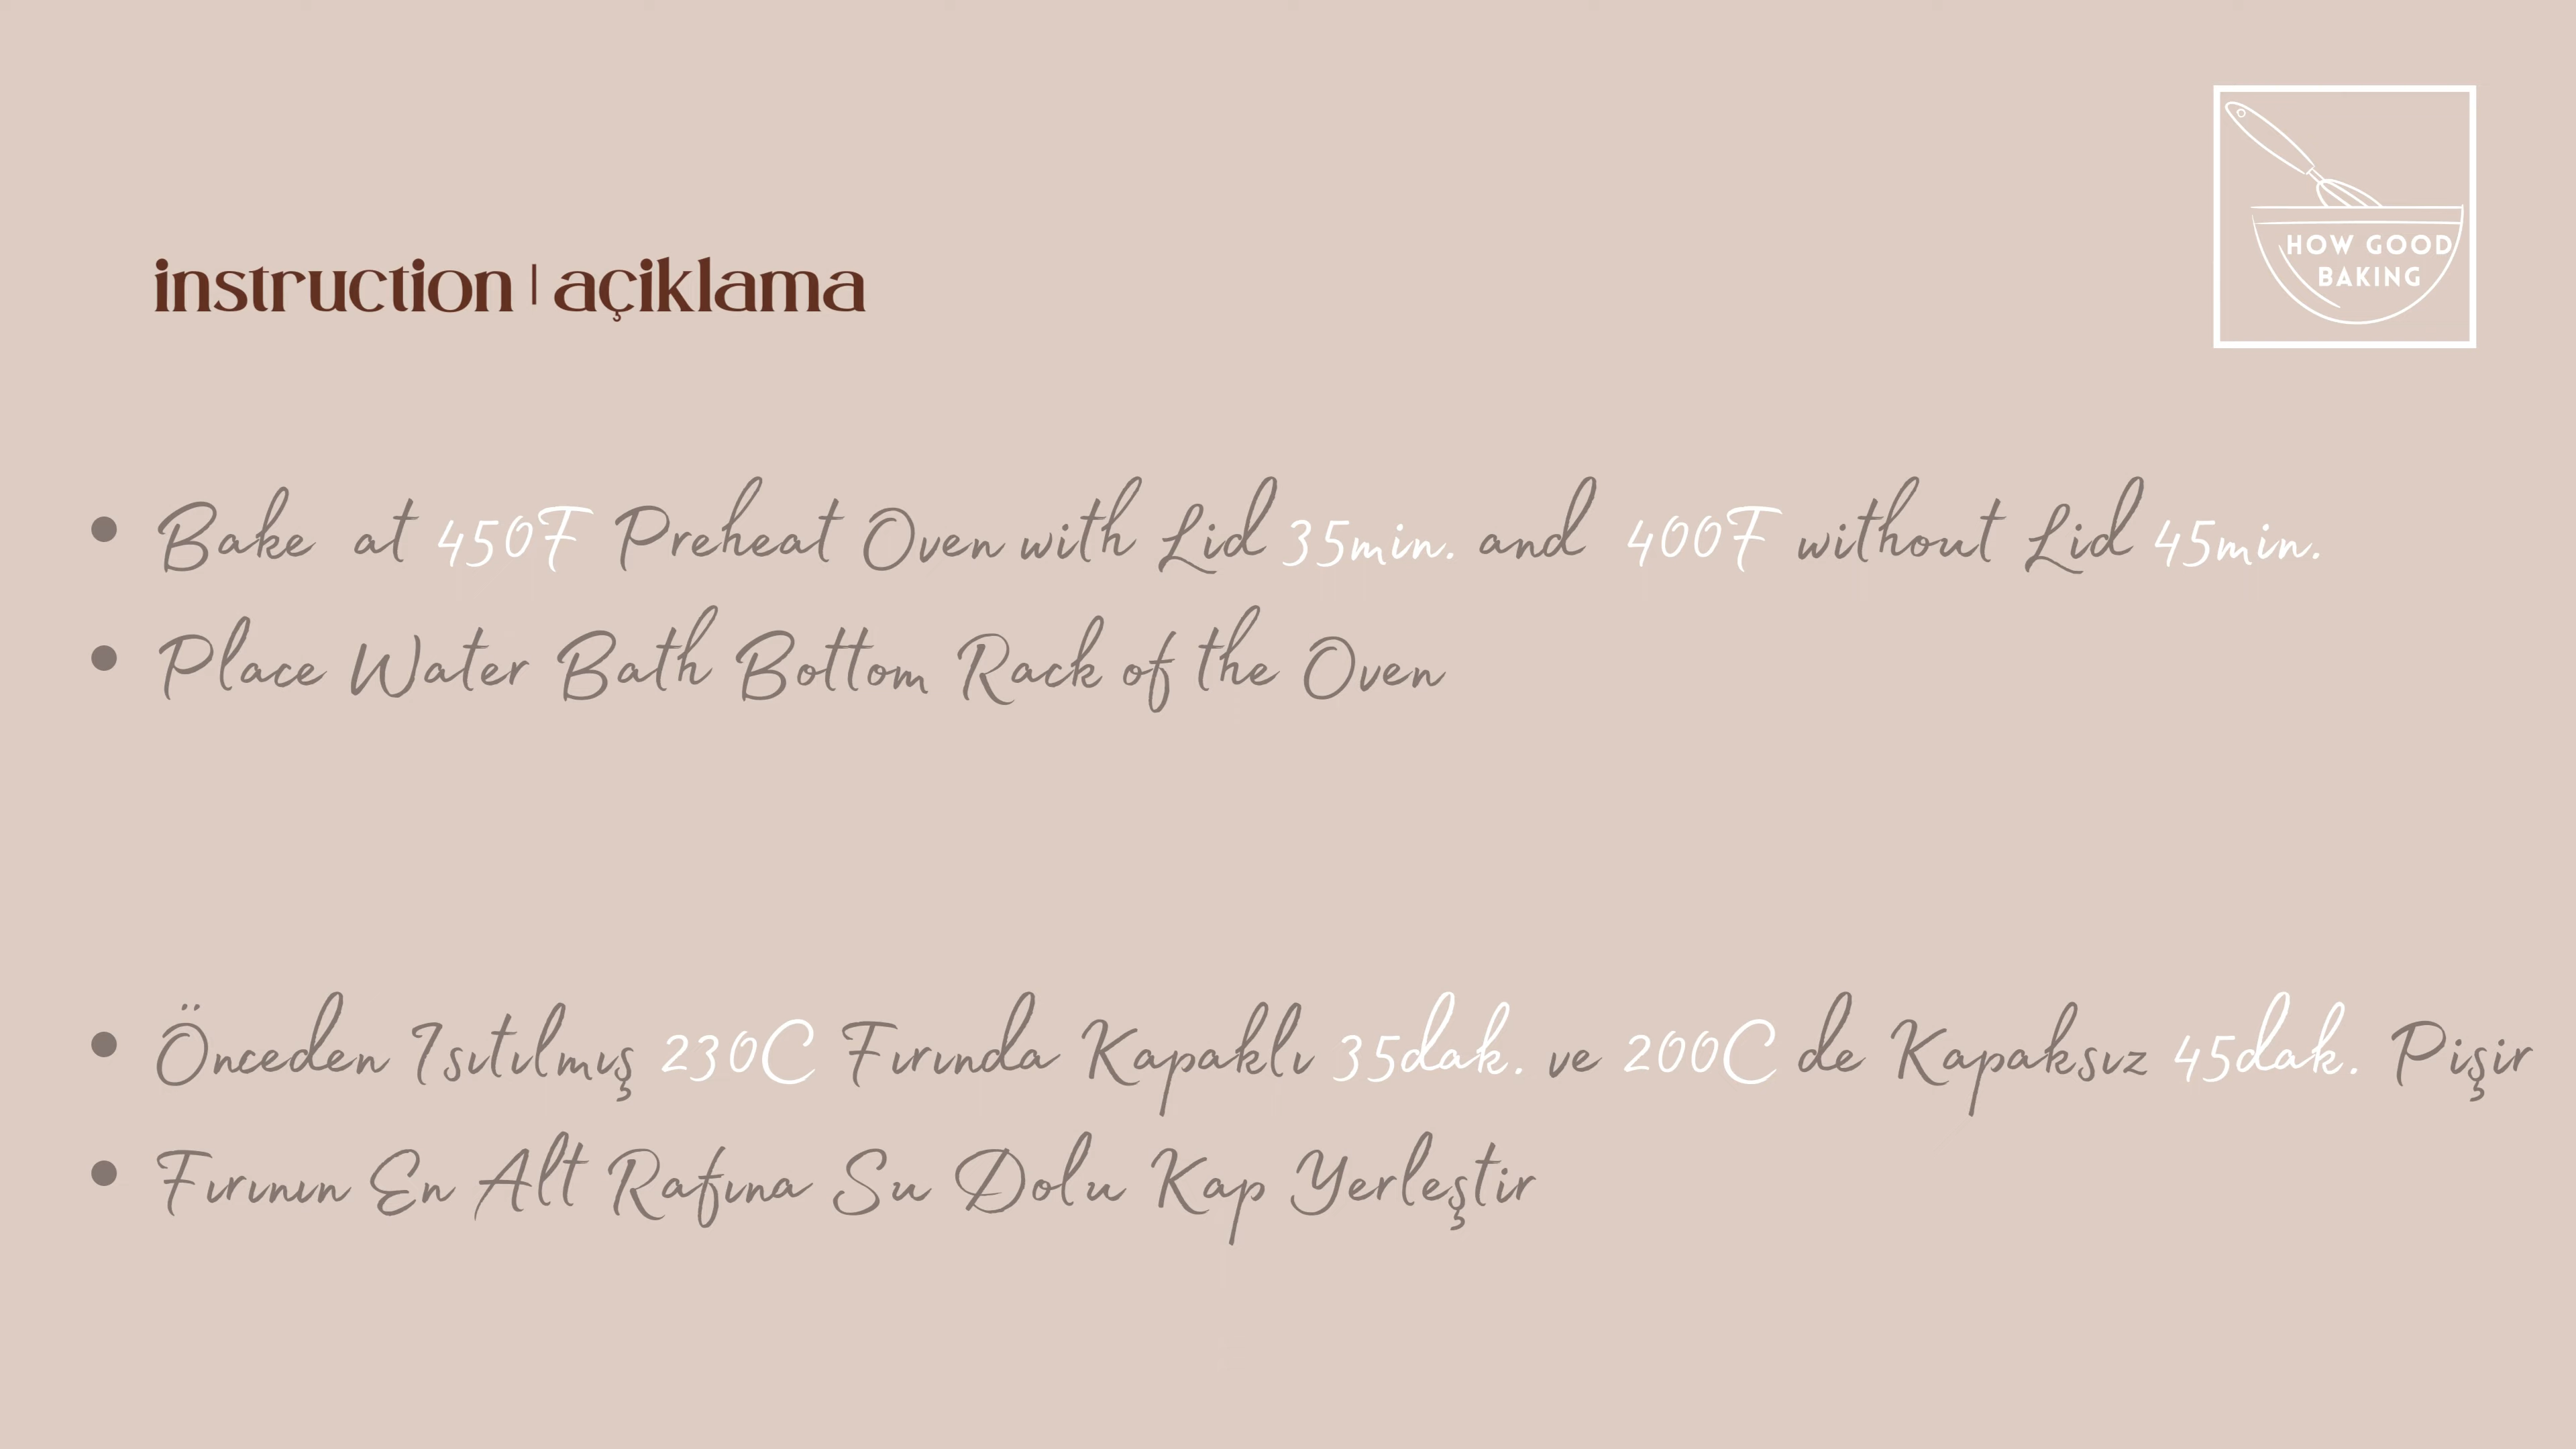 HOW GOOD
BAKING
instruction | açiklama
Bake at 450F Preheat Oven with Lid 35min. and 400F without Lid 45min.
Place Water Bath Bottom Rack of the Oven
Önceden Isıtılmış 230C Fırında Kapaklı 35dak. ve 200C de Kapaksız 45dak. Pişir
Fırının En Alt Rafına Su Dolu Kap Yerleştir